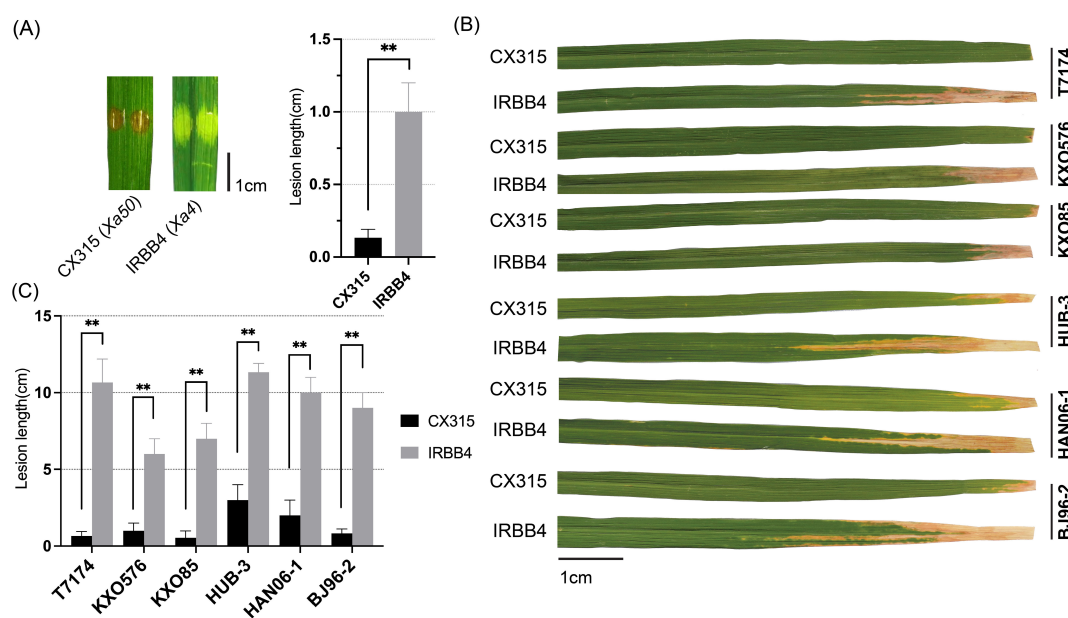 (A)
1.5
1.0
0.5
0.0
Lesion length(cm)
**
CX315
IRBB4
1cm
CX315 (Xa50)
IRBB4 (Xa4)
(B)
CX315
IRBB4
T7174
CX315
IRBB4
KXO576
CX315
IRBB4
KXO85
CX315
IRBB4
HUB-3
CX315
IRBB4
HAN06-1
CX315
IRBB4
BJ96-2
1cm
(C)
15
10
5
0
Lesion length(cm)
**
**
**
**
**
**
CX315
IRBB4
T7174
KXO576
KXO85
HUB-3
HAN06-1
BJ96-2